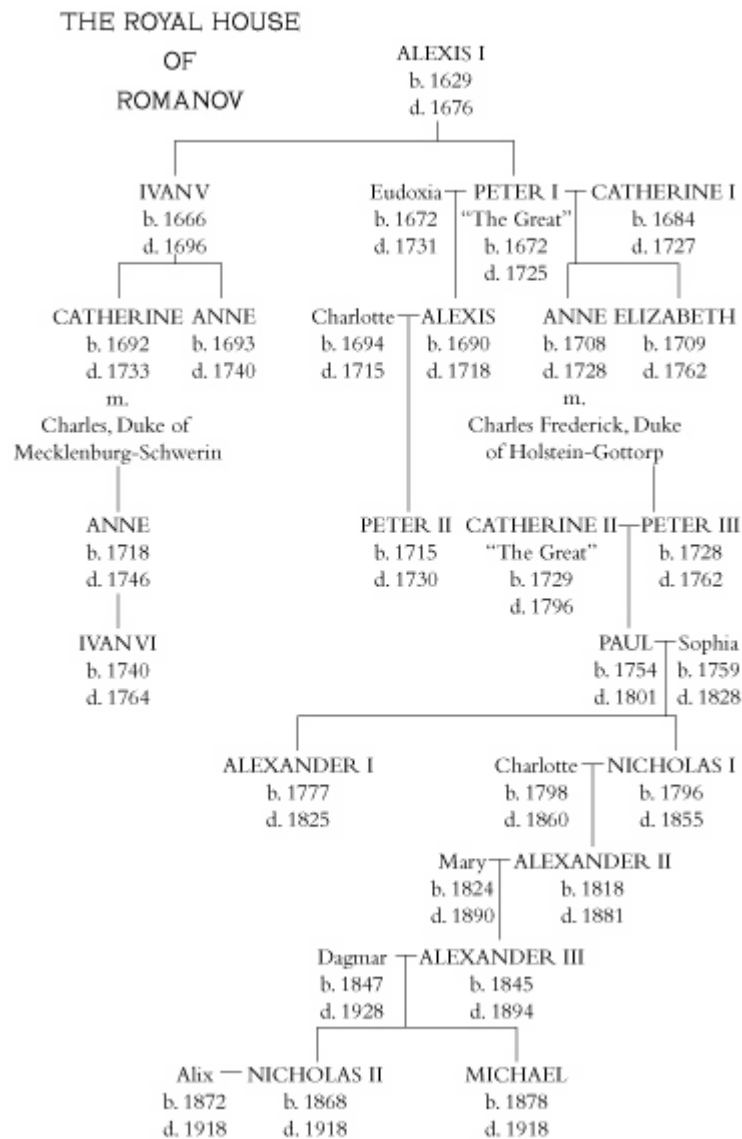 THE ROYAL HOUSE
OF
ROMANOV
ALEXIS I
b. 1629
d. 1676
IVAN V
b. 1666
d. 1696
Eudoxia
b. 1672
d. 1731
PETER I
"The Great"
b. 1672
d. 1725
CATHERINE I
b. 1684
d. 1727
CATHERINE
b. 1692
d. 1733
m.
Charles, Duke of
Mecklenburg-Schwerin
ANNE
b. 1693
d. 1740
Charlotte
b. 1694
d. 1715
ALEXIS
b. 1690
d. 1718
ANNE
b. 1708
d. 1728
m.
Charles Frederick, Duke
of Holstein-Gottorp
ELIZABETH
b. 1709
d. 1762
ANNE
b. 1718
d. 1746
PETER II
b. 1715
d. 1730
CATHERINE II
"The Great"
b. 1729
d. 1796
PETER III
b. 1728
d. 1762
IVAN VI
b. 1740
d. 1764
PAUL
b. 1754
d. 1801
Sophia
b. 1759
d. 1828
ALEXANDER I
b. 1777
d. 1825
Charlotte
b. 1798
d. 1860
NICHOLAS I
b. 1796
d. 1855
Mary
b. 1824
d. 1890
ALEXANDER II
b. 1818
d. 1881
Dagmar
b. 1847
d. 1928
ALEXANDER III
b. 1845
d. 1894
Alix
b. 1872
d. 1918
NICHOLAS II
b. 1868
d. 1918
MICHAEL
b. 1878
d. 1918